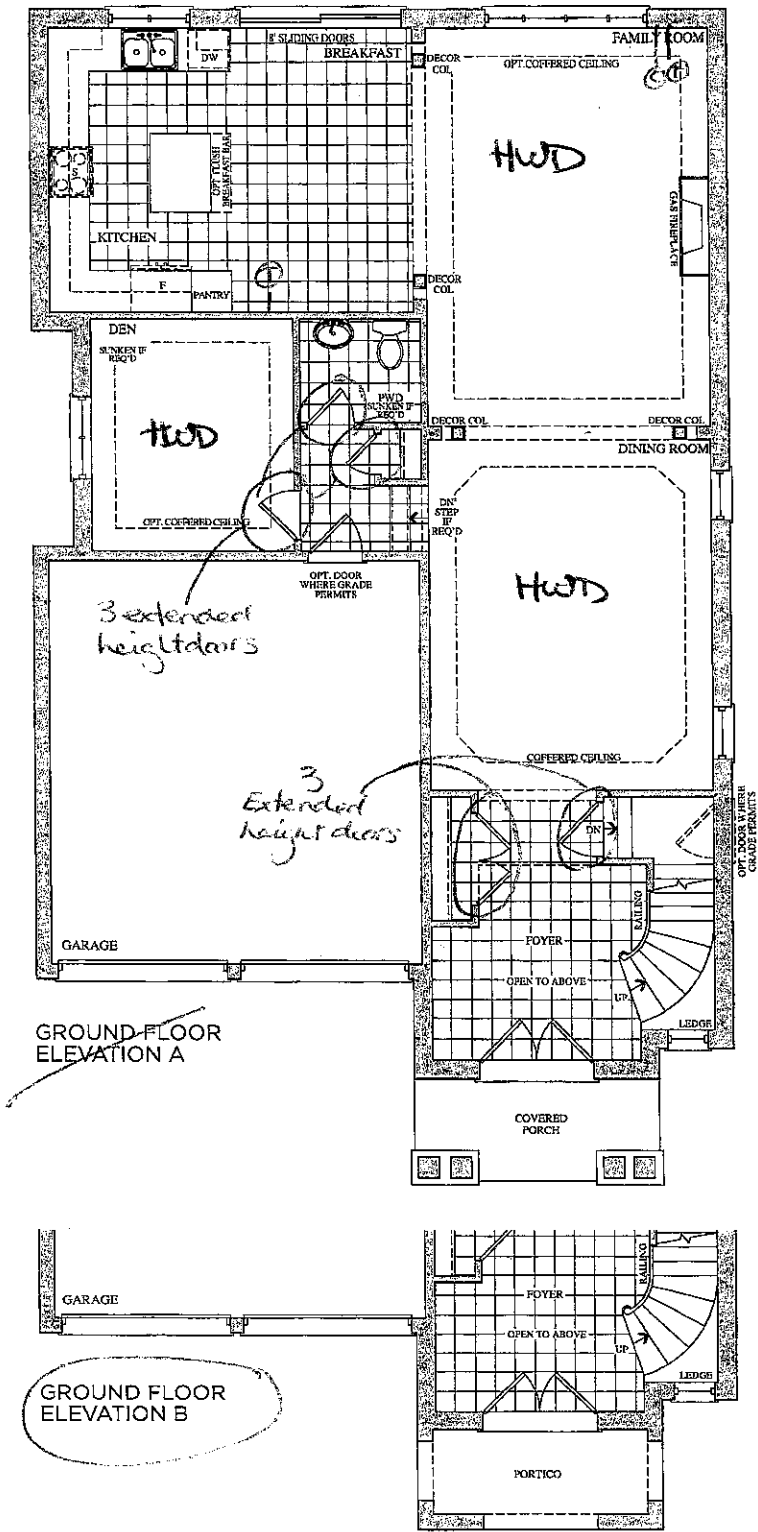 8' SLIDING DOORS
BREAKFAST
DW
DECOR
COL
FAMILY ROOM
OPT. COFFERED CEILING
C T
HWD
S
OPT FLUSH
BREAKFAST BAR
GAS FIREPLACE
KITCHEN
F
PANTRY
DECOR
COL
DEN
SUNKEN IF
REQ'D
HWD
PWD
SUNKEN IF
REQ'D
DECOR COL
DECOR COL
DINING ROOM
OPT. COFFERED CEILING
DN
STEP
IF
REQ'D
OPT. DOOR
WHERE GRADE
PERMITS
HWD
3 extended
height doors
COFFERED CEILING
3
Extended
height doors
DN
OPT. DOOR WHERE
GRADE PERMITS
RAILING
GARAGE
FOYER
OPEN TO ABOVE
UP
LEDGE
GROUND FLOOR
ELEVATION A
COVERED
PORCH
RAILING
GARAGE
FOYER
OPEN TO ABOVE
UP
LEDGE
GROUND FLOOR
ELEVATION B
PORTICO